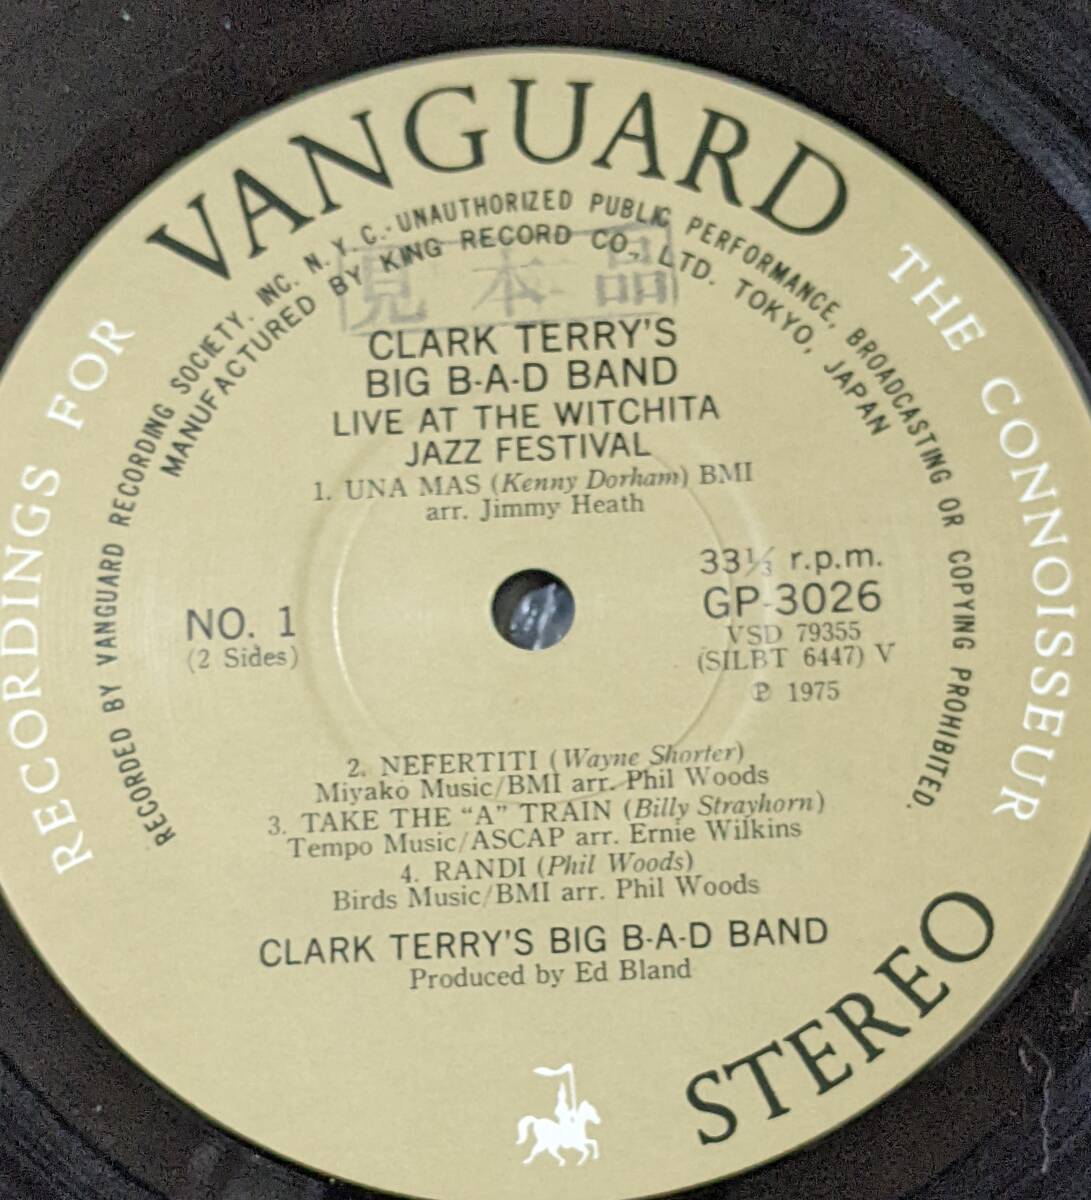 VANGUARD
RECORDINGS FOR THE CONNOISSEUR
RECORDED BY VANGUARD RECORDING SOCIETY. INC. N. Y. C.·UNAUTHORIZED PUBLIC PERFORMANCE, BROADCASTING OR COPYING PROHIBITED.
MANUFACTURED BY KING RECORD CO., LTD. TOKYO, JAPAN
見本品
CLARK TERRY'S
BIG B-A-D BAND
LIVE AT THE WITCHITA
JAZZ FESTIVAL
1. UNA MAS (Kenny Dorham) BMI
arr. Jimmy Heath
NO. 1
(2 Sides)
33⅓ r.p.m.
GP-3026
VSD 79355
(SILBT 6447) V
℗ 1975
2. NEFERTITI (Wayne Shorter)
Miyako Music/BMI arr. Phil Woods
3. TAKE THE “A” TRAIN (Billy Strayhorn)
Tempo Music/ASCAP arr. Ernie Wilkins
4. RANDI (Phil Woods)
Birds Music/BMI arr. Phil Woods
CLARK TERRY'S BIG B-A-D BAND
Produced by Ed Bland
STEREO